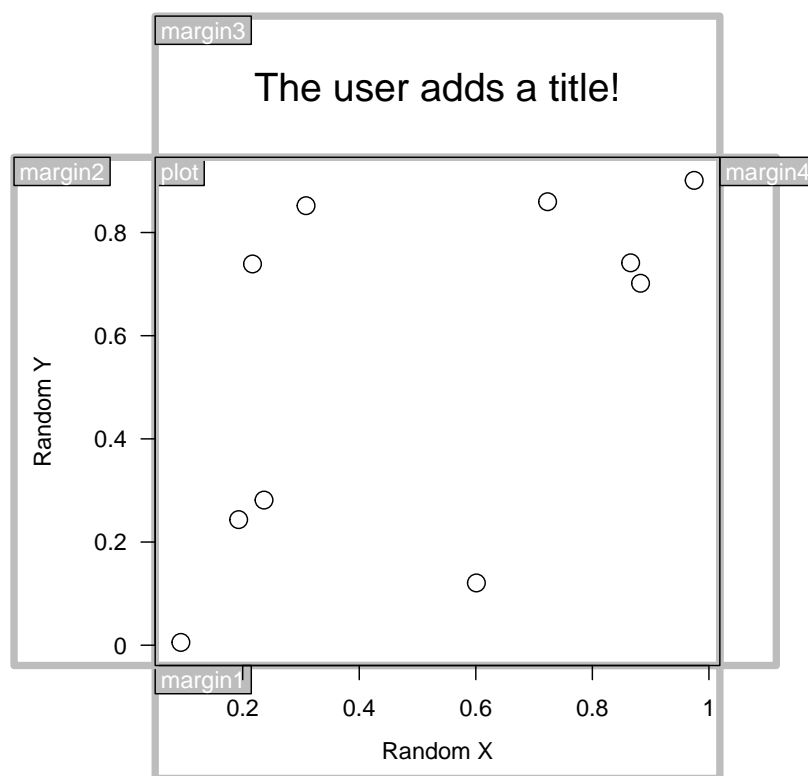 margin3
The user adds a title!
margin2
plot
margin4
0.8
0.6
0.4
0.2
0
Random Y
margin1
0.2 0.4 0.6 0.8 1
Random X